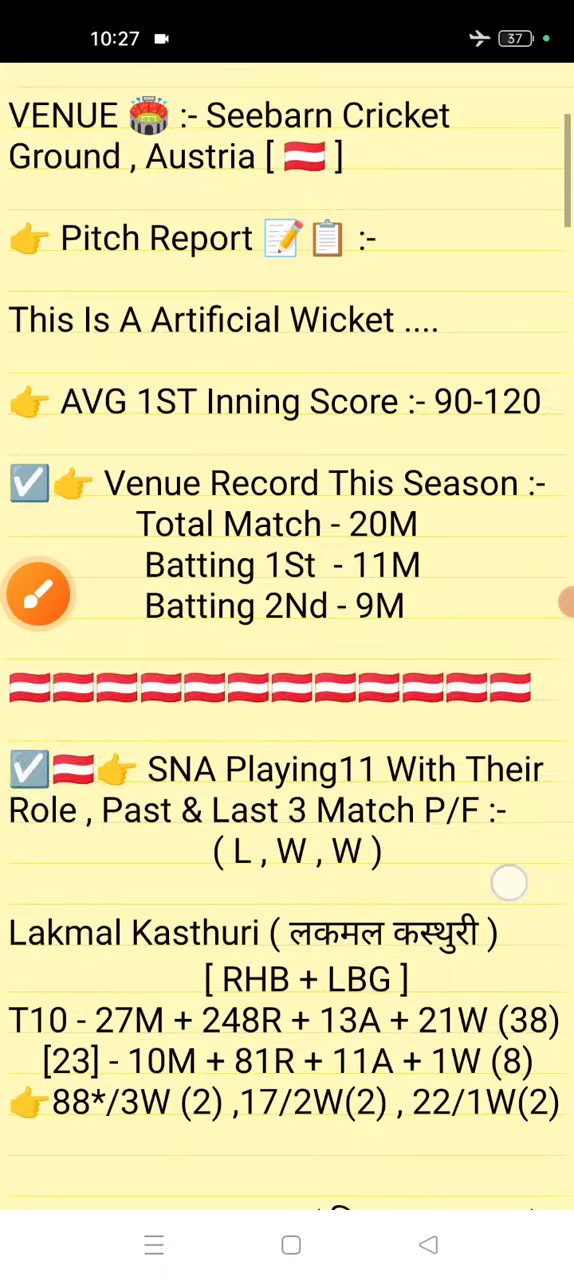 10:27
37
VENUE 🏟️ :- Seebarn Cricket
Ground , Austria [ 🇦🇹 ]
👉 Pitch Report 📝📋 :-
This Is A Artificial Wicket ....
👉 AVG 1ST Inning Score :- 90-120
☑️👉 Venue Record This Season :-
Total Match - 20M
Batting 1St - 11M
Batting 2Nd - 9M
🇦🇹🇦🇹🇦🇹🇦🇹🇦🇹🇦🇹🇦🇹🇦🇹🇦🇹🇦🇹🇦🇹🇦🇹
☑️🇦🇹👉 SNA Playing11 With Their
Role , Past & Last 3 Match P/F :-
( L , W , W )
Lakmal Kasthuri ( लकमल कस्थुरी )
[ RHB + LBG ]
T10 - 27M + 248R + 13A + 21W (38)
[23] - 10M + 81R + 11A + 1W (8)
👉88*/3W (2) ,17/2W(2) , 22/1W(2)